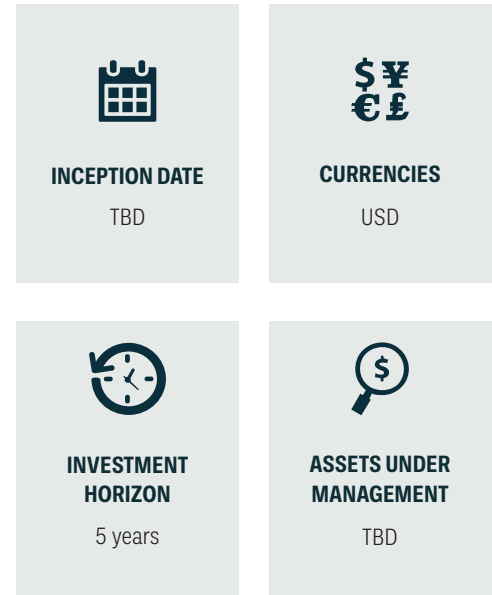 $ ¥
€ £
INCEPTION DATE
TBD
CURRENCIES
USD
$
INVESTMENT
HORIZON
5 years
ASSETS UNDER
MANAGEMENT
TBD